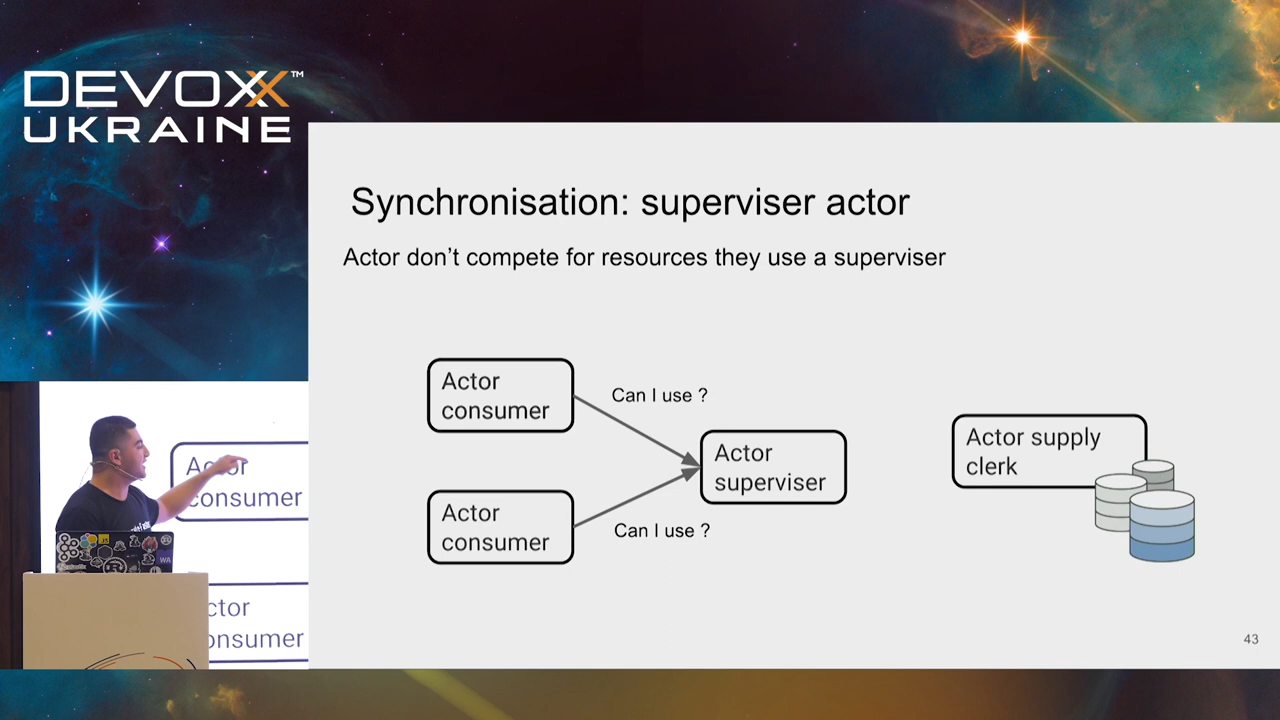 DEVOXX™
UKRAINE
Synchronisation: superviser actor
Actor don't compete for resources they use a superviser
Actor
consumer
Can I use ?
Actor
superviser
Actor
consumer
Can I use ?
Actor supply
clerk
43
Actor
consumer
ctor
onsumer